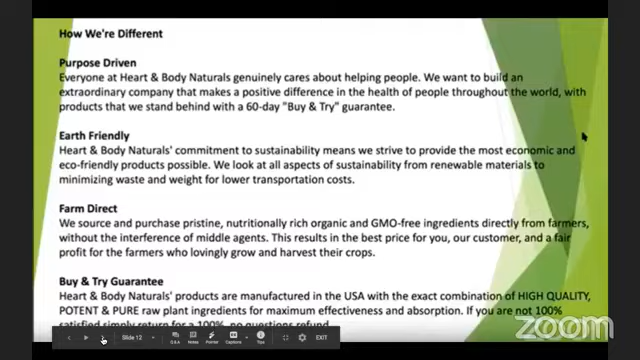 How We're Different
Purpose Driven
Everyone at Heart & Body Naturals genuinely cares about helping people. We want to build an
extraordinary company that makes a positive difference in the health of people throughout the world, with
products that we stand behind with a 60-day "Buy & Try" guarantee.
Earth Friendly
Heart & Body Naturals' commitment to sustainability means we strive to provide the most economic and
eco-friendly products possible. We look at all aspects of sustainability from renewable materials to
minimizing waste and weight for lower transportation costs.
Farm Direct
We source and purchase pristine, nutritionally rich organic and GMO-free ingredients directly from farmers,
without the interference of middle agents. This results in the best price for you, our customer, and a fair
profit for the farmers who lovingly grow and harvest their crops.
Buy & Try Guarantee
Heart & Body Naturals' products are manufactured in the USA with the exact combination of HIGH QUALITY,
POTENT & PURE raw plant ingredients for maximum effectiveness and absorption. If you are not 100%
satisfied simply return for a 100%, no questions refund
Slide 12 Q&A Notes Pointer Captions Tips EXIT
zoom